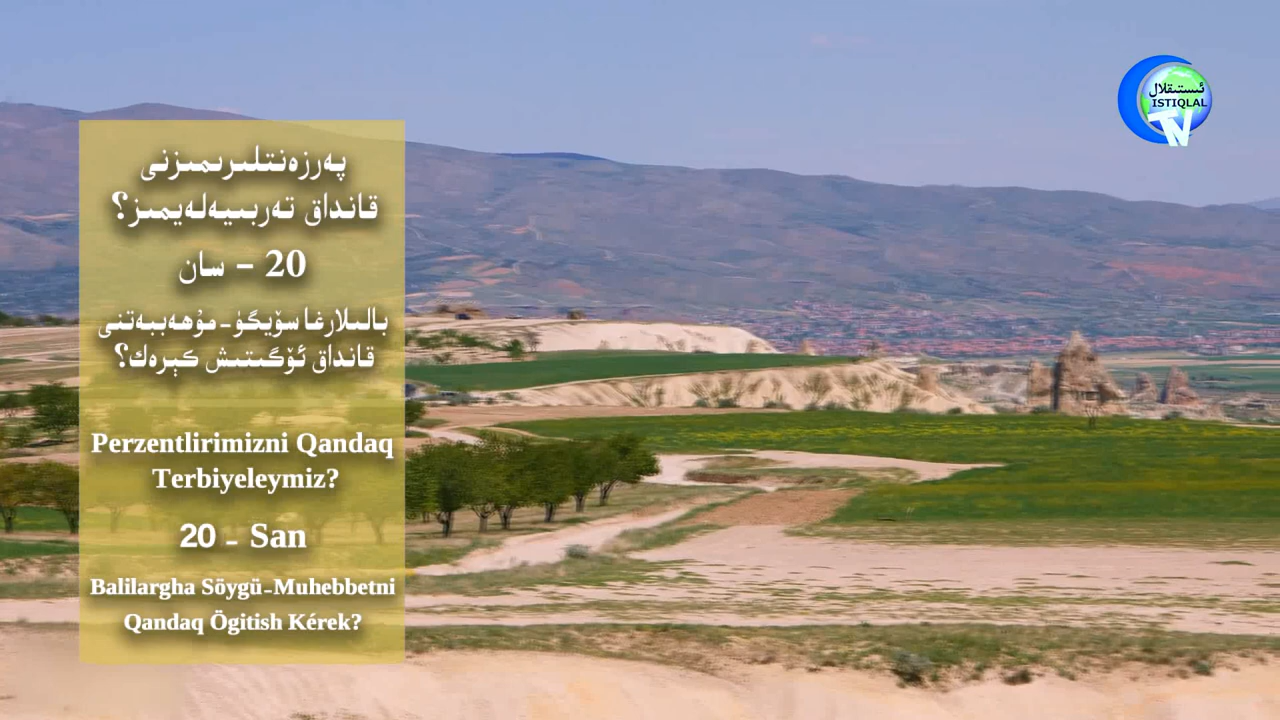 پەرزەنتلىرىمىزنى
قانداق تەربىيەلەيمىز؟
20 - سان
بالىلارغا سۆيگۈ-مۇھەببەتنى
قانداق ئۆگىتىش كېرەك؟
Perzentlirimizni Qandaq
Terbiyeleymiz?
20 - San
Balilargha Söygü-Muhebbetni
Qandaq Ögitish Kérek?
ئىستىقلال
ISTIQLAL
TV